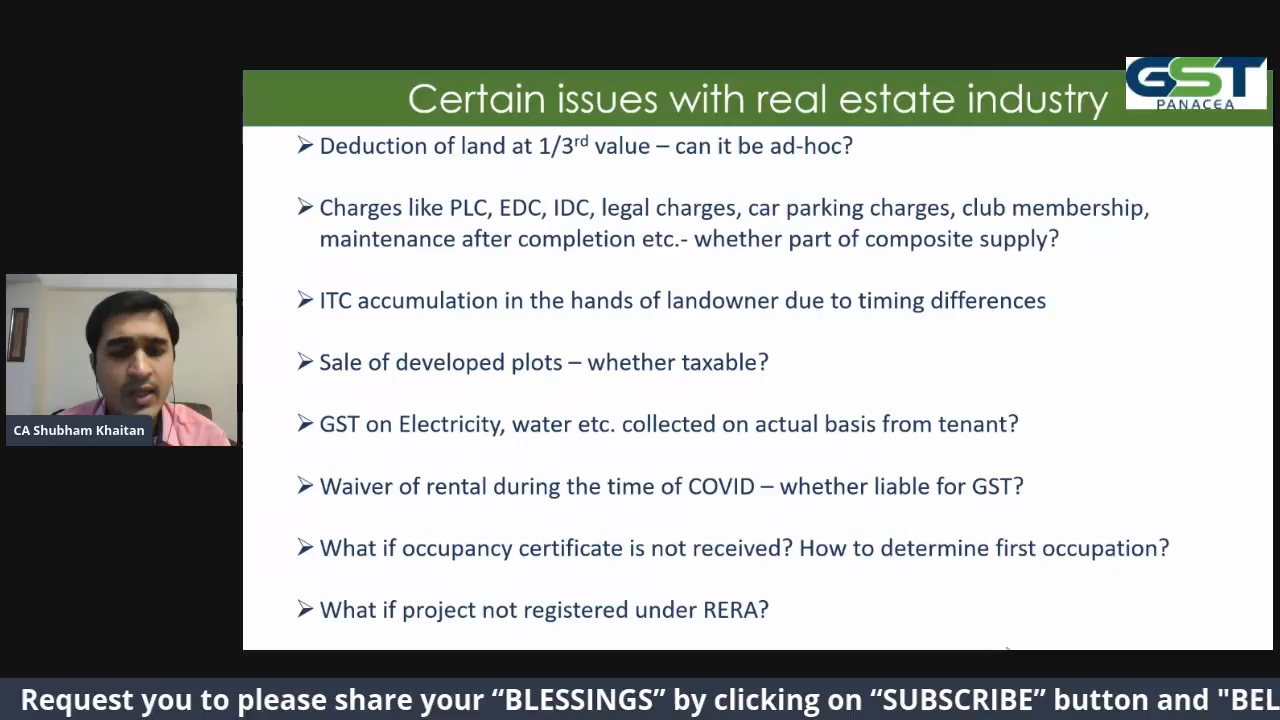 Certain issues with real estate industry
GST
PANACEA
➢ Deduction of land at 1/3rd value – can it be ad-hoc?
➢ Charges like PLC, EDC, IDC, legal charges, car parking charges, club membership,
maintenance after completion etc.- whether part of composite supply?
➢ ITC accumulation in the hands of landowner due to timing differences
➢ Sale of developed plots – whether taxable?
➢ GST on Electricity, water etc. collected on actual basis from tenant?
➢ Waiver of rental during the time of COVID – whether liable for GST?
➢ What if occupancy certificate is not received? How to determine first occupation?
➢ What if project not registered under RERA?
CA Shubham Khaitan
Request you to please share your “BLESSINGS” by clicking on “SUBSCRIBE” button and "BEL